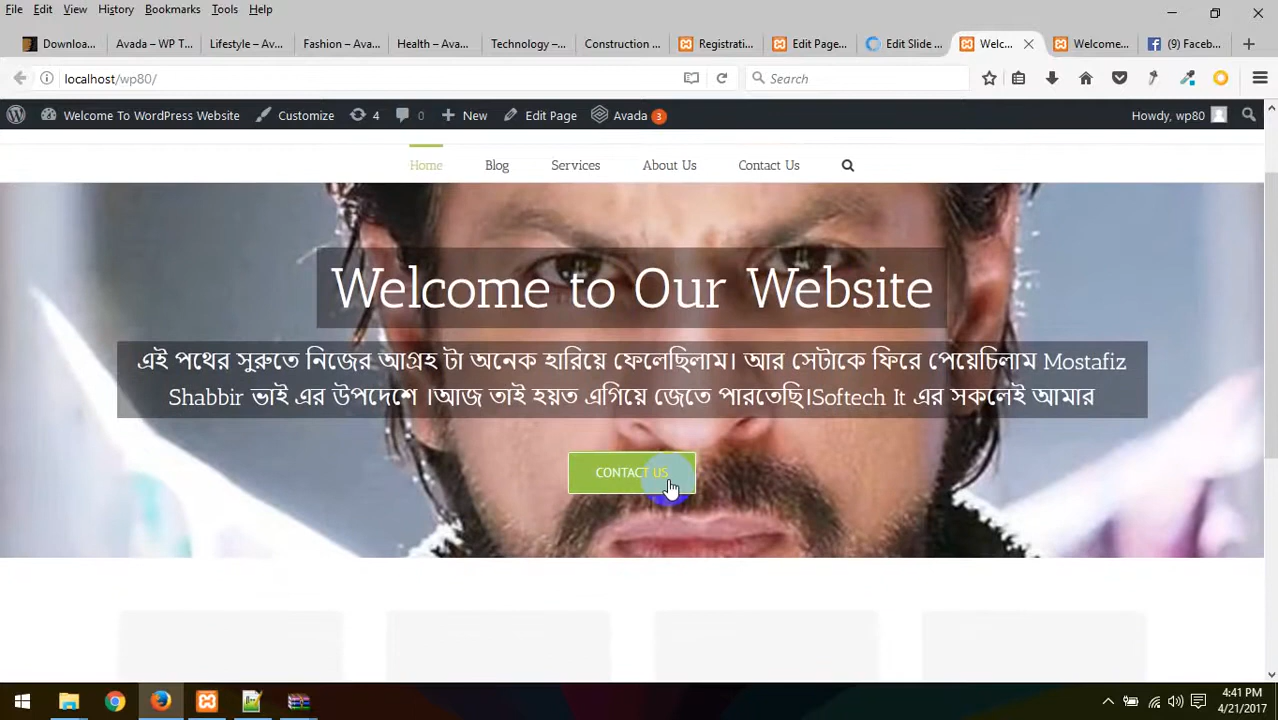 File Edit View History Bookmarks Tools Help
Downloa... Avada – WP T... Lifestyle – Av... Fashion – Ava... Health – Avad... Technology –... Construction ... Registrati... Edit Page... Edit Slide ... Welc... Welcome... (9) Faceb...
localhost/wp80/ Search
Welcome To WordPress Website Customize 4 0 New Edit Page Avada 3 Howdy, wp80
Home Blog Services About Us Contact Us
Welcome to Our Website
এই পথের সুরুতে নিজের আগ্রহ টা অনেক হারিয়ে ফেলেছিলাম। আর সেটাকে ফিরে পেয়েচিলাম Mostafiz
Shabbir ভাই এর উপদেশে ।আজ তাই হয়ত এগিয়ে জেতে পারতেছি।Softech It এর সকলেই আমার
CONTACT US
4:41 PM
4/21/2017